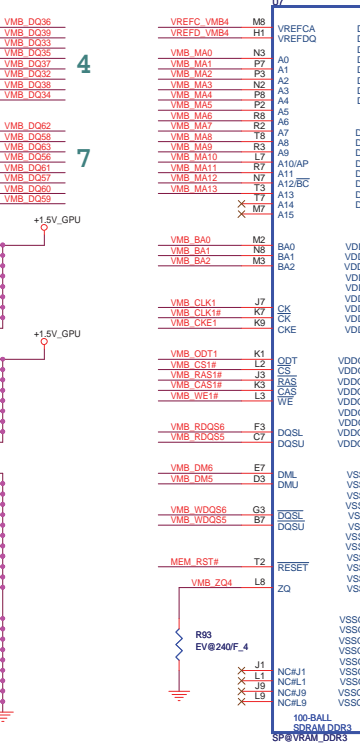 U7
VMB_DQ36
VMB_DQ39
VMB_DQ33
VMB_DQ35
VMB_DQ37
VMB_DQ32
VMB_DQ38
VMB_DQ34
4
VMB_DQ62
VMB_DQ58
VMB_DQ63
VMB_DQ56
VMB_DQ61
VMB_DQ57
VMB_DQ60
VMB_DQ59
7
+1.5V_GPU
+1.5V_GPU
VREFC_VMB4 M8 VREFCA
VREFD_VMB4 H1 VREFDQ
VMB_MA0 N3 A0
VMB_MA1 P7 A1
VMB_MA2 P3 A2
VMB_MA3 N2 A3
VMB_MA4 P8 A4
VMB_MA5 P2 A5
VMB_MA6 R8 A6
VMB_MA7 R2 A7
VMB_MA8 T8 A8
VMB_MA9 R3 A9
VMB_MA10 L7 A10/AP
VMB_MA11 R7 A11
VMB_MA12 N7 A12/BC
VMB_MA13 T3 A13
T7 A14
M7 A15
VMB_BA0 M2 BA0
VMB_BA1 N8 BA1
VMB_BA2 M3 BA2
VMB_CLK1 J7 CK
VMB_CLK1# K7 CK
VMB_CKE1 K9 CKE
VMB_ODT1 K1 ODT
VMB_CS1# L2 CS
VMB_RAS1# J3 RAS
VMB_CAS1# K3 CAS
VMB_WE1# L3 WE
VMB_RDQS6 F3 DQSL
VMB_RDQS5 C7 DQSU
VMB_DM6 E7 DML
VMB_DM5 D3 DMU
VMB_WDQS6 G3 DQSL
VMB_WDQS5 B7 DQSU
MEM_RST# T2 RESET
VMB_ZQ4 L8 ZQ
R93
EV@240/F_4
J1 NC#J1
L1 NC#L1
J9 NC#J9
L9 NC#L9
100-BALL
SDRAM DDR3
SP@VRAM_DDR3